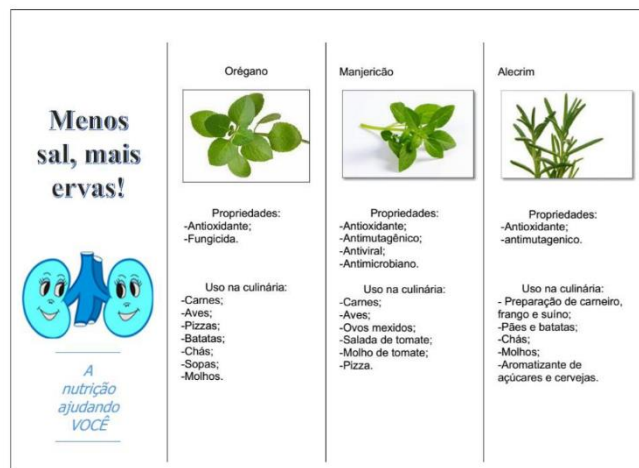 Menos
sal, mais
ervas!
A
nutrição
ajudando
VOCÊ
Orégano
Propriedades:
-Antioxidante;
-Fungicida.
Uso na culinária:
-Carnes;
-Aves;
-Pizzas;
-Batatas;
-Chás;
-Sopas;
-Molhos.
Manjericão
Propriedades:
-Antioxidante;
-Antimutagênico;
-Antiviral;
-Antimicrobiano.
Uso na culinária:
-Carnes;
-Aves;
-Ovos mexidos;
-Salada de tomate;
-Molho de tomate;
-Pizza.
Alecrim
Propriedades:
-Antioxidante;
-antimutagenico.
Uso na culinária:
- Preparação de carneiro,
frango e suíno;
-Pães e batatas;
-Chás;
-Molhos;
-Aromatizante de
açúcares e cervejas.